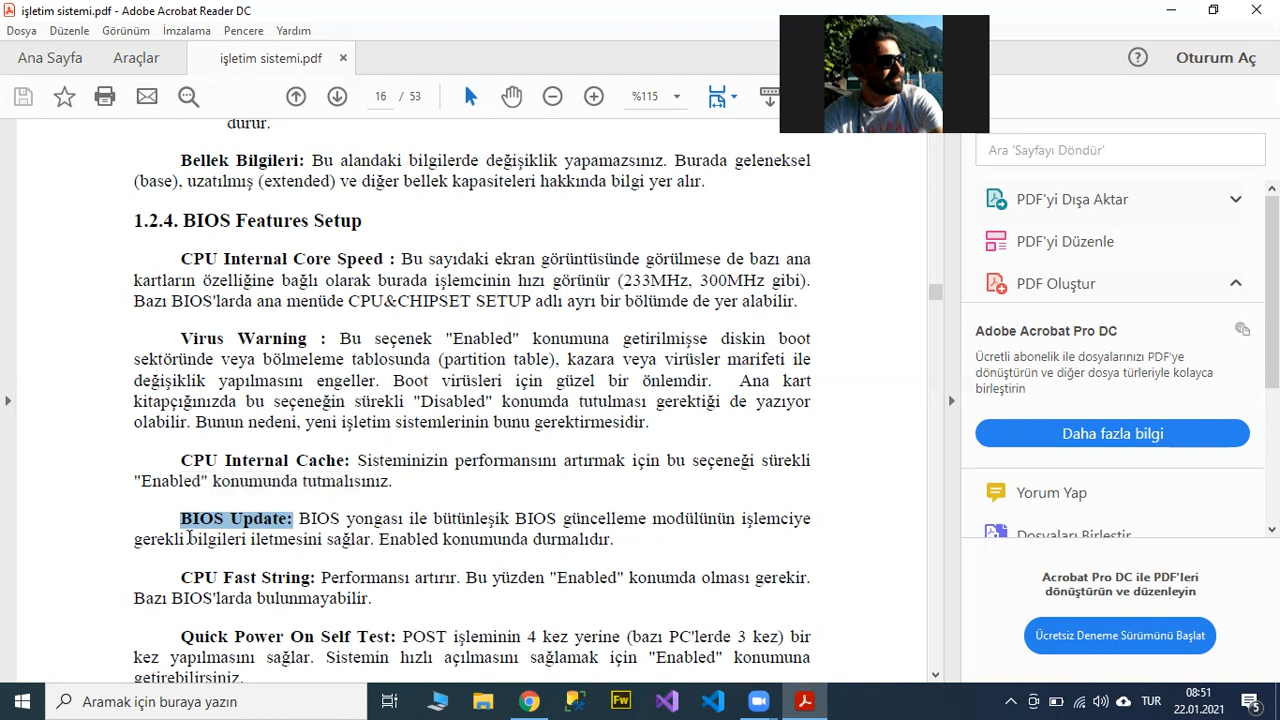 işletim sistemi.pdf - Adobe Acrobat Reader DC
Dosya Düzenle Görünüm İmzalama Pencere Yardım
Ana Sayfa Araçlar işletim sistemi.pdf × ? Oturum Aç
16 / 53 %115
durur.
Bellek Bilgileri: Bu alandaki bilgilerde değişiklik yapamazsınız. Burada geleneksel
(base), uzatılmış (extended) ve diğer bellek kapasiteleri hakkında bilgi yer alır.
1.2.4. BIOS Features Setup
CPU Internal Core Speed : Bu sayıdaki ekran görüntüsünde görülmese de bazı ana
kartların özelliğine bağlı olarak burada işlemcinin hızı görünür (233MHz, 300MHz gibi).
Bazı BIOS'larda ana menüde CPU&CHIPSET SETUP adlı ayrı bir bölümde de yer alabilir.
Virus Warning : Bu seçenek "Enabled" konumuna getirilmişse diskin boot
sektöründe veya bölmeleme tablosunda (partition table), kazara veya virüsler marifeti ile
değişiklik yapılmasını engeller. Boot virüsleri için güzel bir önlemdir. Ana kart
kitapçığınızda bu seçeneğin sürekli "Disabled" konumda tutulması gerektiği de yazıyor
olabilir. Bunun nedeni, yeni işletim sistemlerinin bunu gerektirmesidir.
CPU Internal Cache: Sisteminizin performansını artırmak için bu seçeneği sürekli
"Enabled" konumunda tutmalısınız.
BIOS Update: BIOS yongası ile bütünleşik BIOS güncelleme modülünün işlemciye
gerekli bilgileri iletmesini sağlar. Enabled konumunda durmalıdır.
CPU Fast String: Performansı artırır. Bu yüzden "Enabled" konumda olması gerekir.
Bazı BIOS'larda bulunmayabilir.
Quick Power On Self Test: POST işleminin 4 kez yerine (bazı PC'lerde 3 kez) bir
kez yapılmasını sağlar. Sistemin hızlı açılmasını sağlamak için "Enabled" konumuna
getirebilirsiniz.
Ara 'Sayfayı Döndür'
PDF'yi Dışa Aktar
PDF'yi Düzenle
PDF Oluştur
Adobe Acrobat Pro DC
Ücretli abonelik ile dosyalarınızı PDF'ye
dönüştürün ve diğer dosya türleriyle kolayca
birleştirin
Daha fazla bilgi
Yorum Yap
Dosyaları Birleştir
Acrobat Pro DC ile PDF'leri
dönüştürün ve düzenleyin
Ücretsiz Deneme Sürümünü Başlat
Aramak için buraya yazın
Fw
TUR
08:51
22.01.2021
5